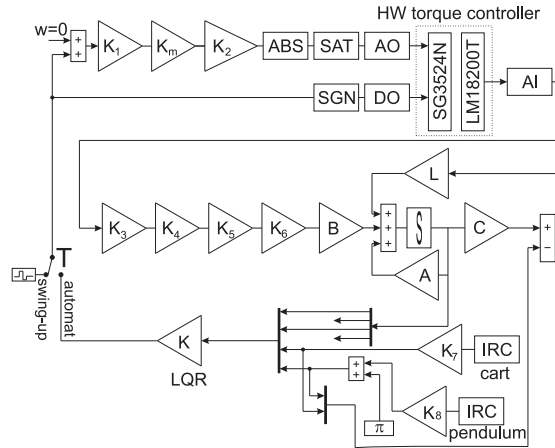 HW torque controller
w=0
+
+
K1
Km
K2
ABS
SAT
AO
SG3524N
LM18200T
AI
SGN
DO
L
K3
K4
K5
K6
B
+
+
+
∫
C
+
−
A
T
swing-up
automat
K
LQR
K7
IRC
cart
+
+
K8
IRC
π
pendulum